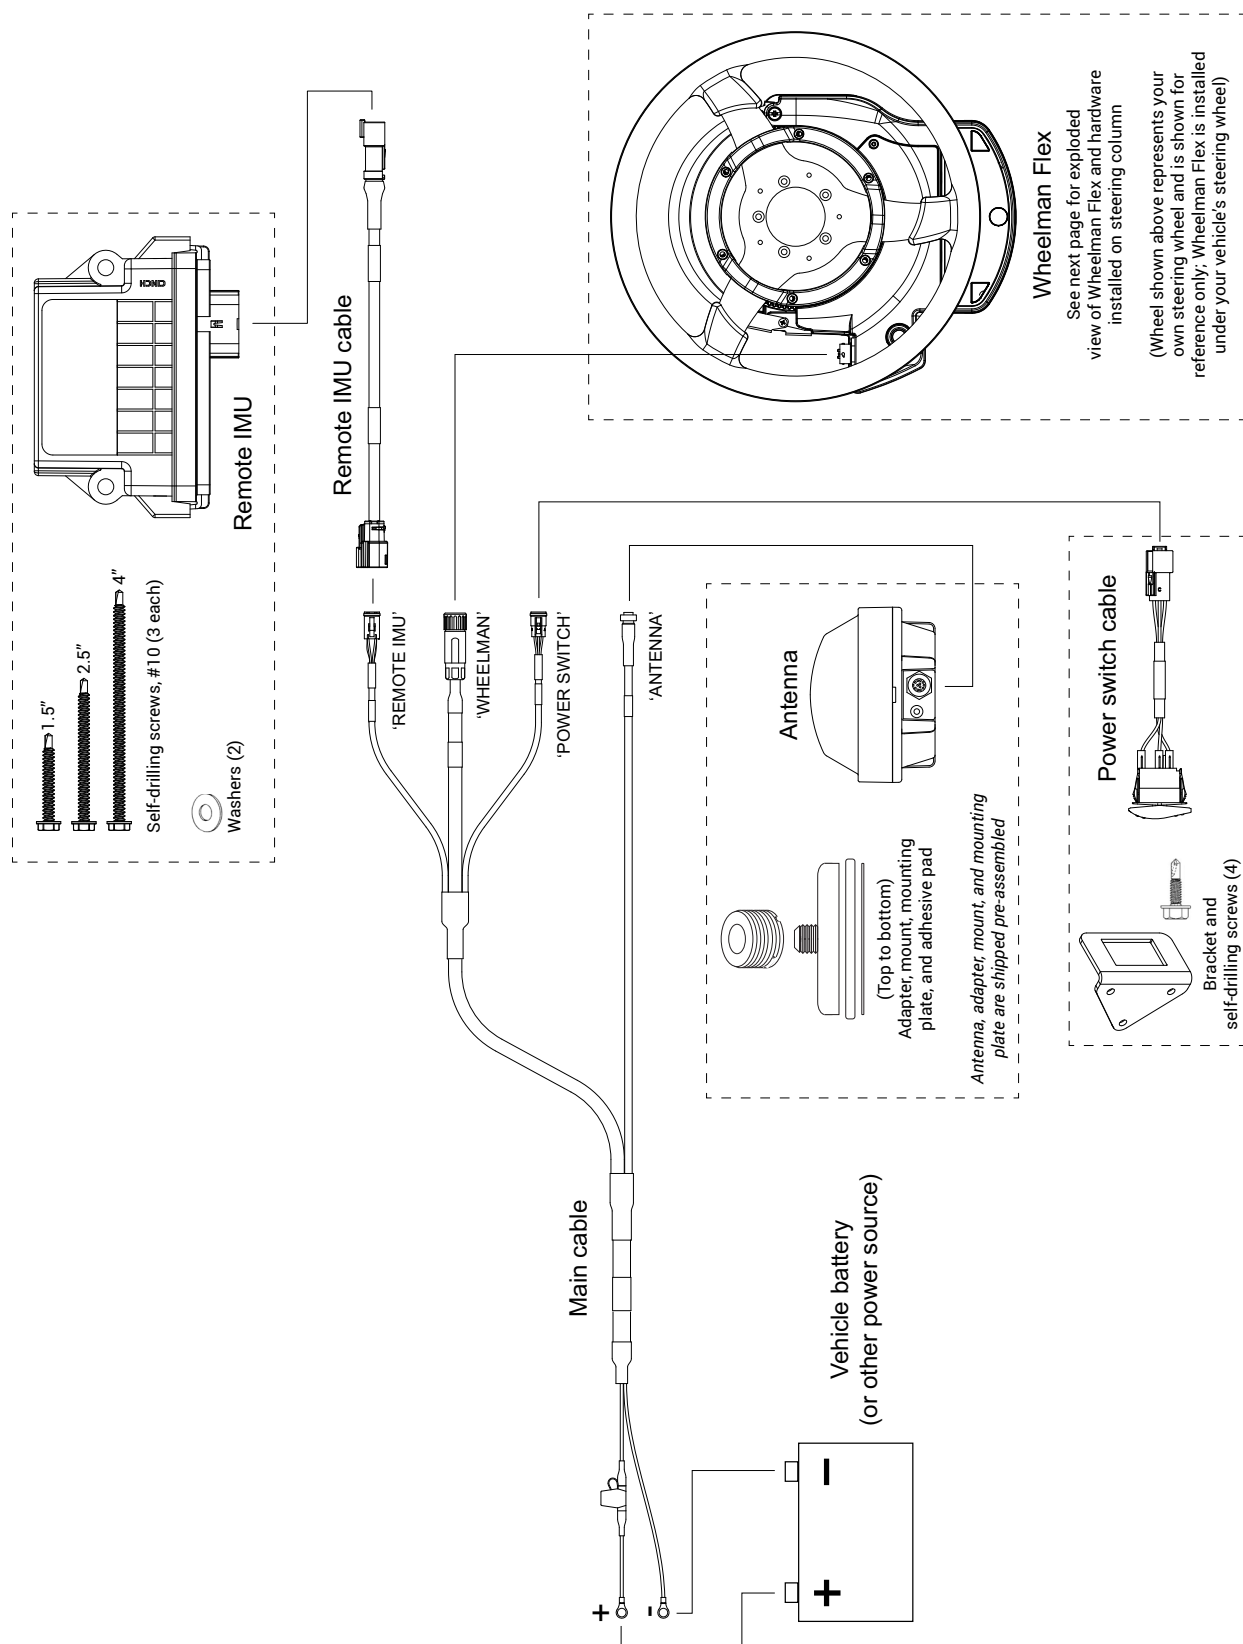 CINCH
Remote IMU
1.5”
2.5”
4”
Self-drilling screws, #10 (3 each)
Washers (2)
Remote IMU cable
‘REMOTE IMU’
‘WHEELMAN’
‘POWER SWITCH’
‘ANTENNA’
Wheelman Flex
See next page for exploded
view of Wheelman Flex and hardware
installed on steering column
(Wheel shown above represents your
own steering wheel and is shown for
reference only; Wheelman Flex is installed
under your vehicle’s steering wheel)
Main cable
Antenna
(Top to bottom)
Adapter, mount, mounting
plate, and adhesive pad
Antenna, adapter, mount, and mounting
plate are shipped pre-assembled
Power switch cable
Bracket and
self-drilling screws (4)
Vehicle battery
(or other power source)
+
-
+
-